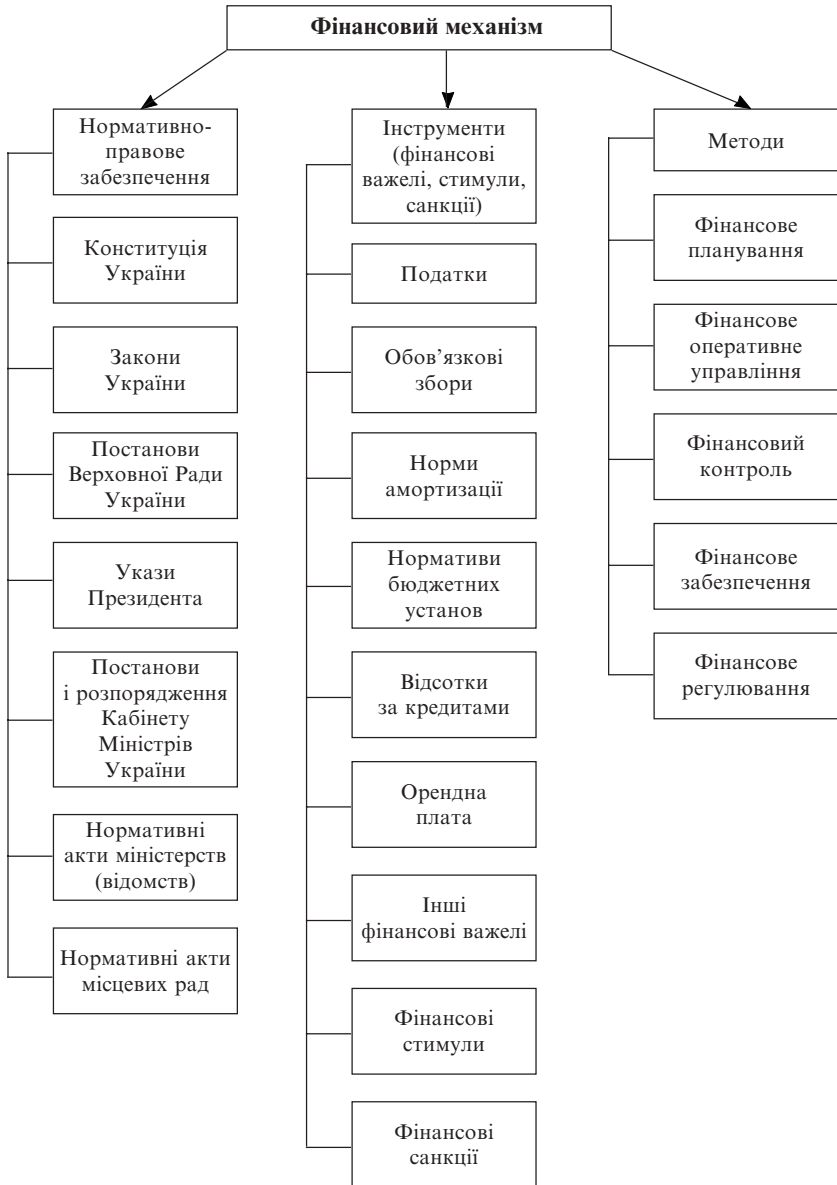 Фінансовий механізм
Нормативно-
правове
забезпечення
Конституція
України
Закони
України
Постанови
Верховної Ради
України
Укази
Президента
Постанови
і розпорядження
Кабінету
Міністрів
України
Нормативні
акти міністерств
(відомств)
Нормативні акти
місцевих рад
Інструменти
(фінансові
важелі, стимули,
санкції)
Податки
Обов’язкові
збори
Норми
амортизації
Нормативи
бюджетних
установ
Відсотки
за кредитами
Орендна
плата
Інші
фінансові важелі
Фінансові
стимули
Фінансові
санкції
Методи
Фінансове
планування
Фінансове
оперативне
управління
Фінансовий
контроль
Фінансове
забезпечення
Фінансове
регулювання